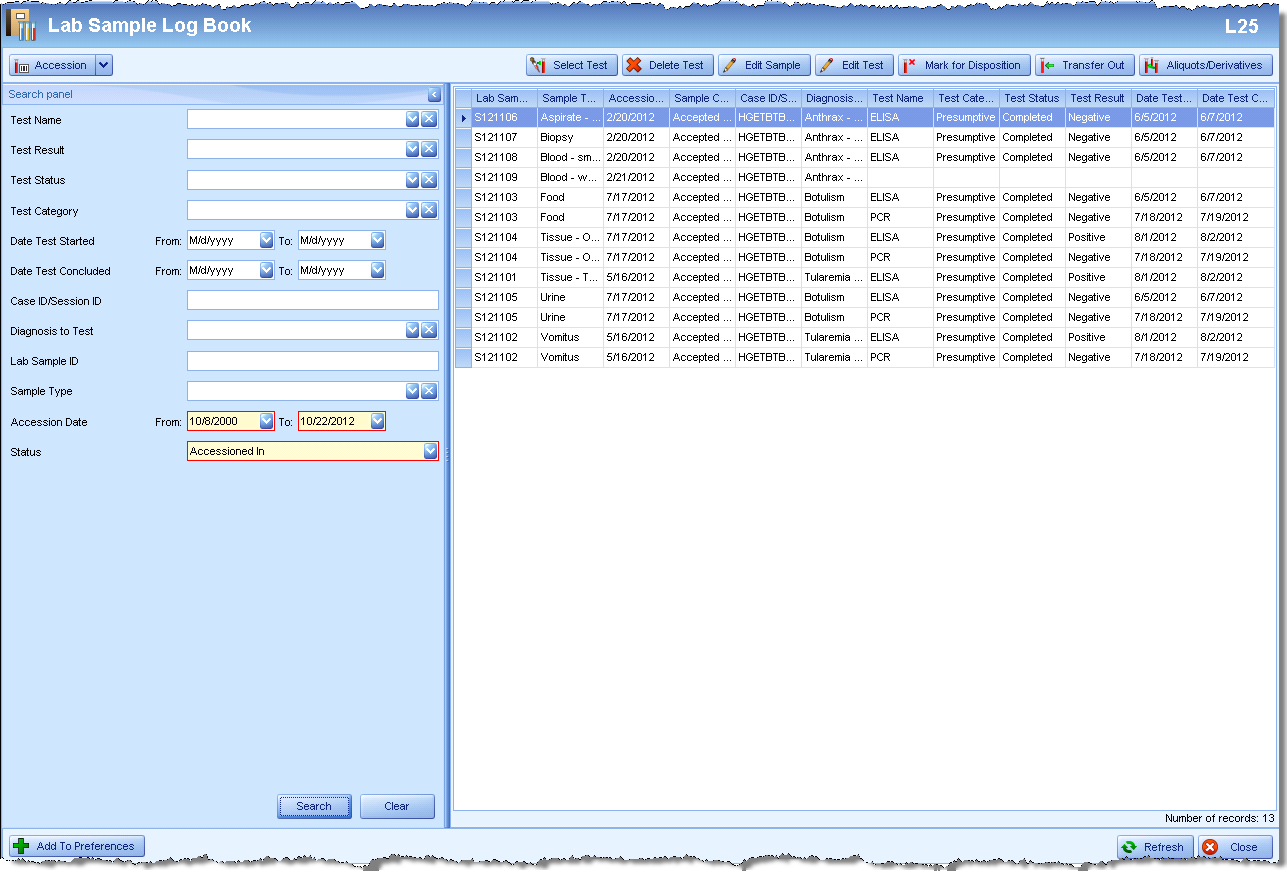 Lab Sample Log Book L25
Accession Select Test Delete Test Edit Sample Edit Test Mark for Disposition Transfer Out Aliquots/Derivatives
Search panel
Test Name
Test Result
Test Status
Test Category
Date Test Started From: M/d/yyyy To: M/d/yyyy
Date Test Concluded From: M/d/yyyy To: M/d/yyyy
Case ID/Session ID
Diagnosis to Test
Lab Sample ID
Sample Type
Accession Date From: 10/8/2000 To: 10/22/2012
Status Accessioned In
Search Clear
Lab Sam... Sample T... Accessio... Sample C... Case ID/S... Diagnosis... Test Name Test Cate... Test Status Test Result Date Test... Date Test C...
S121106 Aspirate - ... 2/20/2012 Accepted ... HGETBTB... Anthrax - ... ELISA Presumptive Completed Negative 6/5/2012 6/7/2012
S121107 Biopsy 2/20/2012 Accepted ... HGETBTB... Anthrax - ... ELISA Presumptive Completed Negative 6/5/2012 6/7/2012
S121108 Blood - sm... 2/20/2012 Accepted ... HGETBTB... Anthrax - ... ELISA Presumptive Completed Negative 6/5/2012 6/7/2012
S121109 Blood - w... 2/21/2012 Accepted ... HGETBTB... Anthrax - ...
S121103 Food 7/17/2012 Accepted ... HGETBTB... Botulism ELISA Presumptive Completed Negative 6/5/2012 6/7/2012
S121103 Food 7/17/2012 Accepted ... HGETBTB... Botulism PCR Presumptive Completed Negative 7/18/2012 7/19/2012
S121104 Tissue - O... 7/17/2012 Accepted ... HGETBTB... Botulism ELISA Presumptive Completed Positive 8/1/2012 8/2/2012
S121104 Tissue - O... 7/17/2012 Accepted ... HGETBTB... Botulism PCR Presumptive Completed Negative 7/18/2012 7/19/2012
S121101 Tissue - T... 5/16/2012 Accepted ... HGETBTB... Tularemia ... ELISA Presumptive Completed Positive 8/1/2012 8/2/2012
S121105 Urine 7/17/2012 Accepted ... HGETBTB... Botulism ELISA Presumptive Completed Negative 6/5/2012 6/7/2012
S121105 Urine 7/17/2012 Accepted ... HGETBTB... Botulism PCR Presumptive Completed Negative 7/18/2012 7/19/2012
S121102 Vomitus 5/16/2012 Accepted ... HGETBTB... Tularemia ... ELISA Presumptive Completed Positive 8/1/2012 8/2/2012
S121102 Vomitus 5/16/2012 Accepted ... HGETBTB... Tularemia ... PCR Presumptive Completed Negative 7/18/2012 7/19/2012
Number of records: 13
Add To Preferences Refresh Close